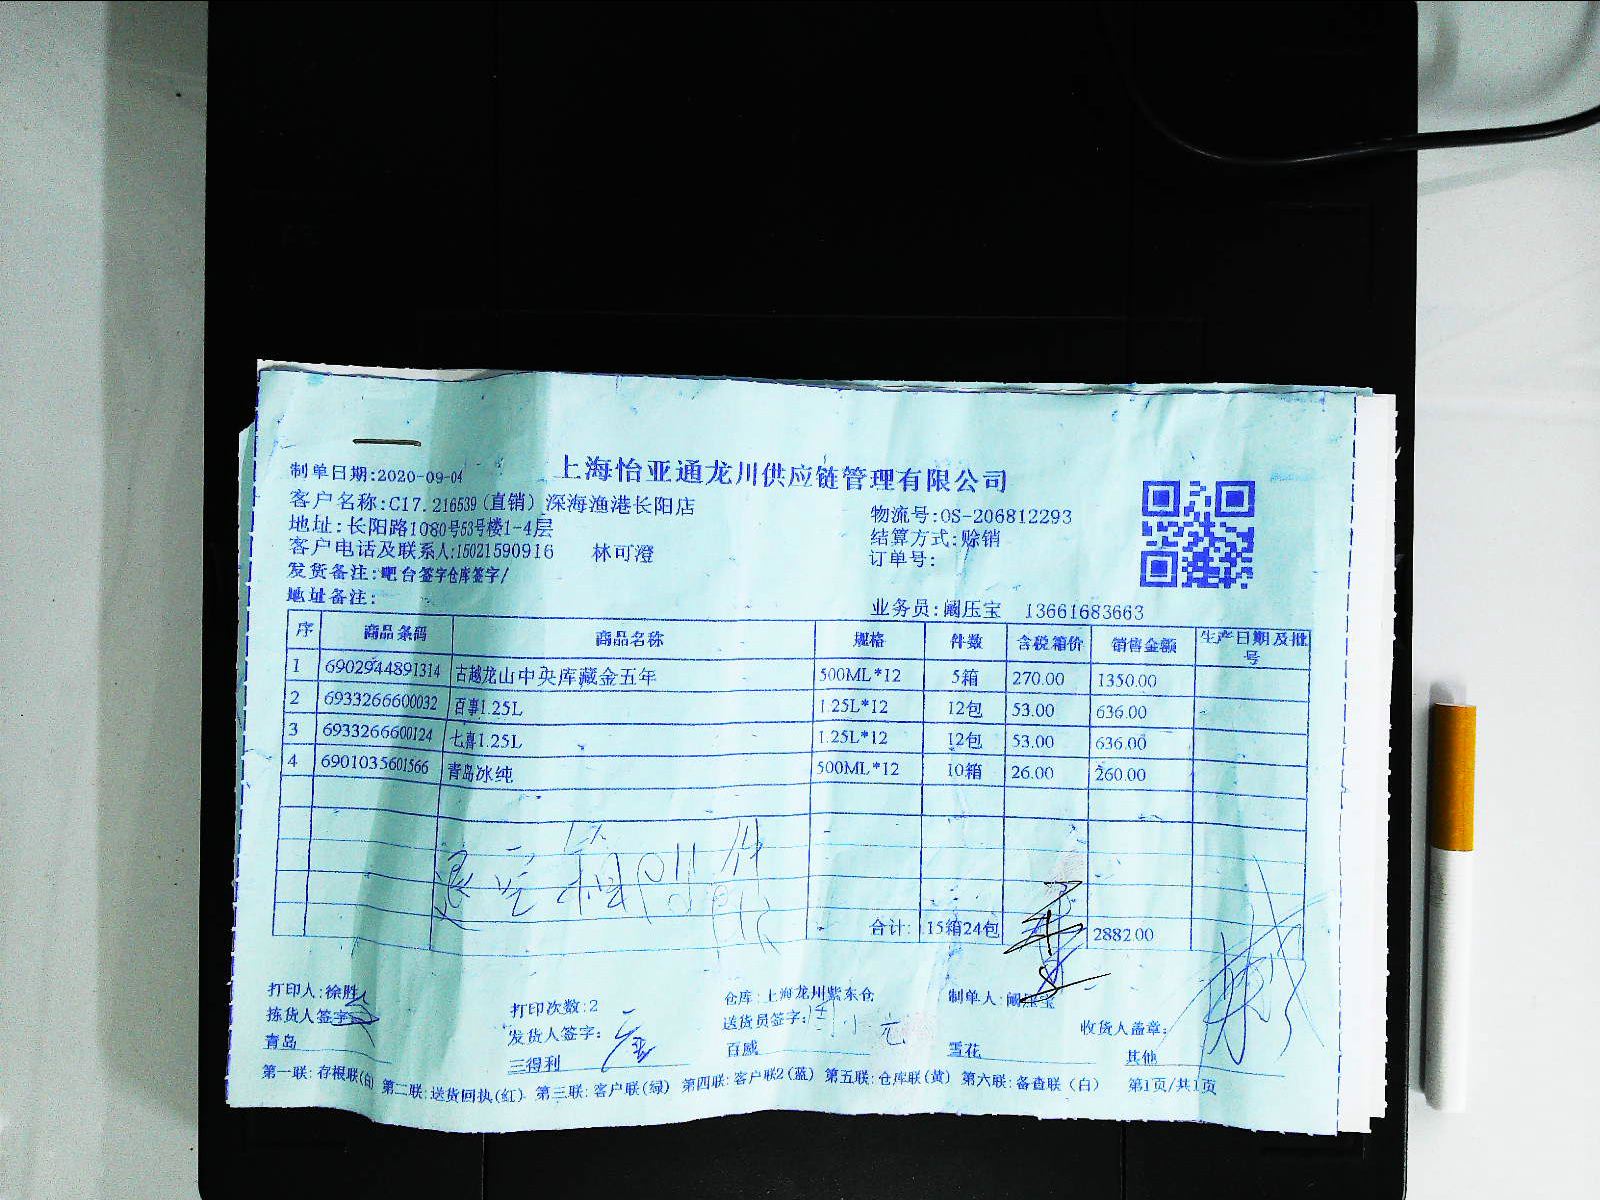 上海怡亚通龙川供应链管理有限公司
制单日期:2020-09-04
客户名称:C17.216539(直销)深海渔港长阳店
物流号:OS-206812293
地址:长阳路1080号53号楼1-4层
结算方式:赊销
客户电话及联系人:15021590916 林可澄
订单号:
发货备注:吧台签字仓库签字/
地址备注:
业务员:阚压宝 13661683663
序 商品条码 商品名称 规格 件数 含税箱价 销售金额 生产日期及批号
1 6902944891314 古越龙山中央库藏金五年 500ML*12 5箱 270.00 1350.00
2 6933266600032 百事1.25L 1.25L*12 12包 53.00 636.00
3 6933266600124 七喜1.25L 1.25L*12 12包 53.00 636.00
4 6901035601566 青岛冰纯 500ML*12 10箱 26.00 260.00
退空
合计: 15箱24包 2882.00
打印人:徐胜 打印次数:2 仓库:上海龙川紫东仓 制单人:阚压宝
拣货人签字: 发货人签字: 送货员签字: 收货人盖章:
青岛 三得利 百威 雪花 其他
第一联:存根联(白) 第二联:送货回执(红) 第三联:客户联(绿) 第四联:客户联2(蓝) 第五联:仓库联(黄) 第六联:备查联(白) 第1页/共1页